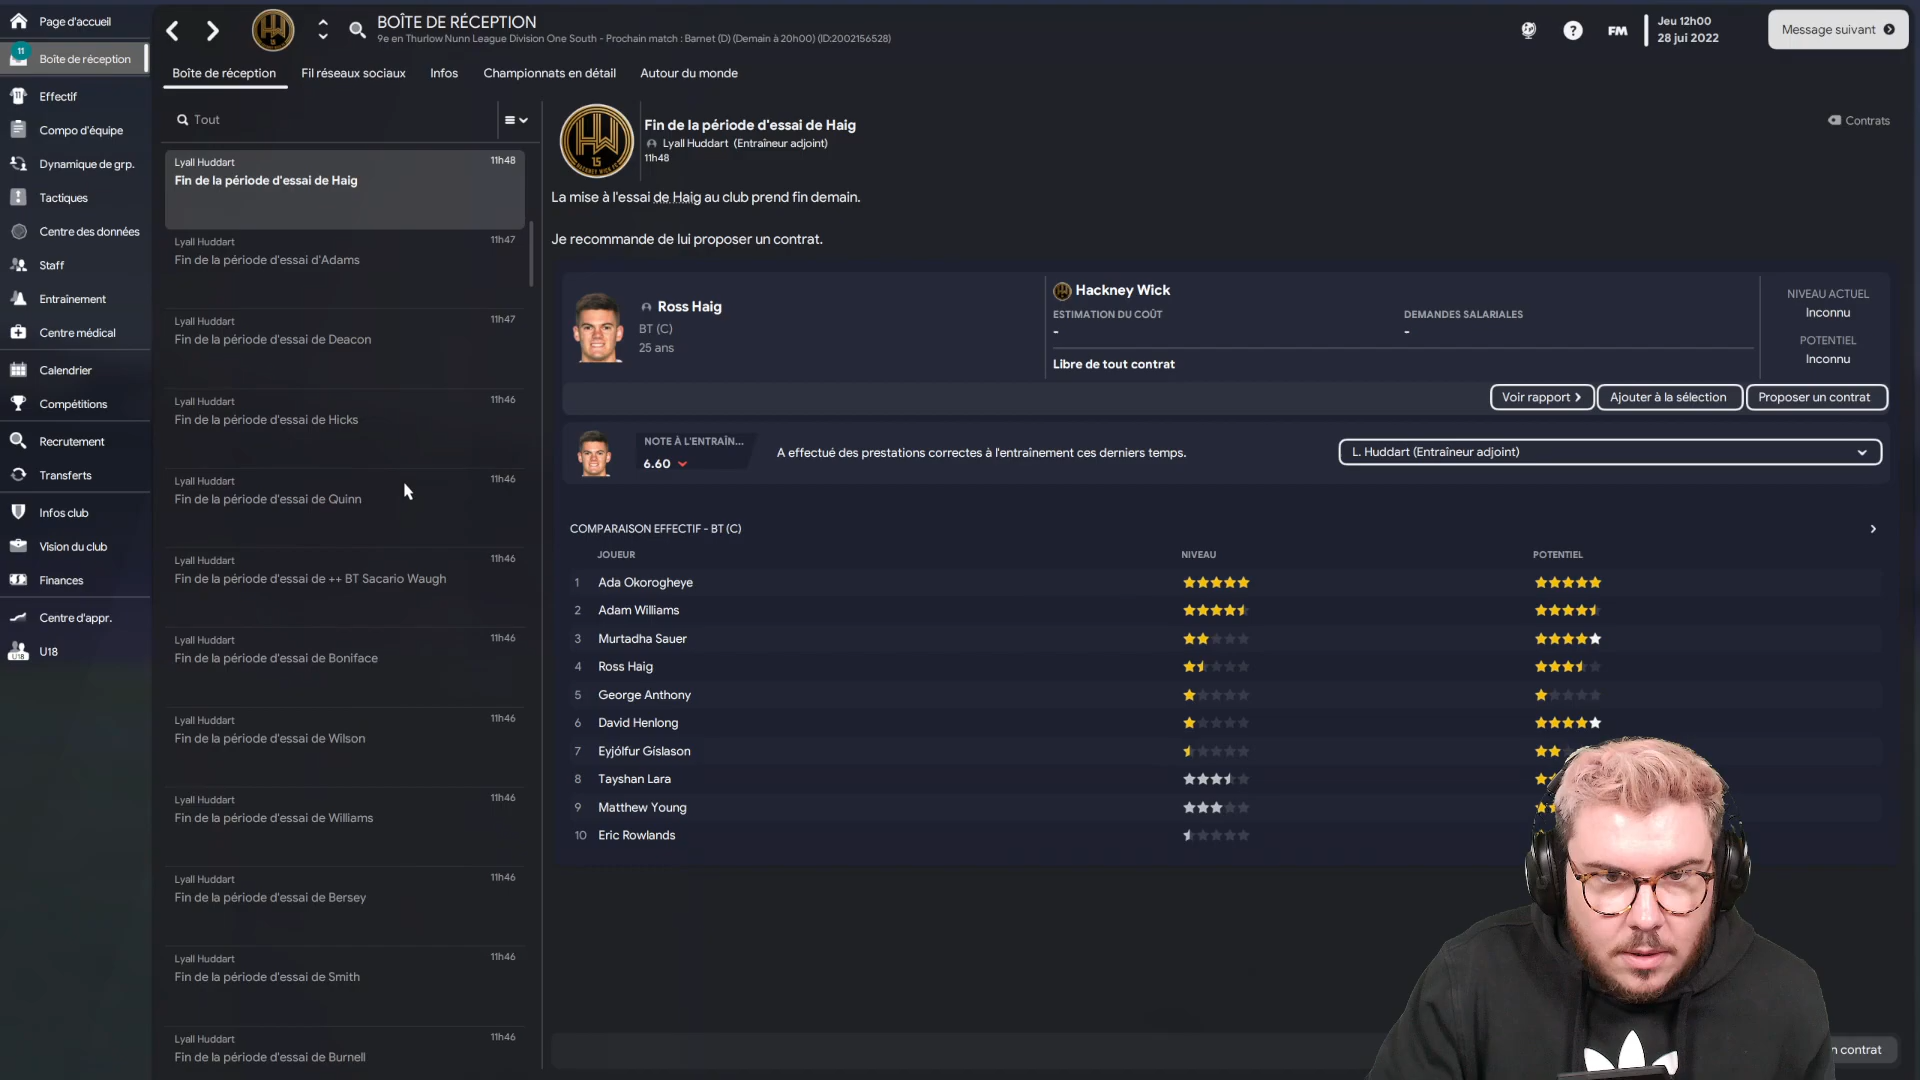 Page d'accueil
11
Boîte de réception
Effectif
Compo d'équipe
Dynamique de grp.
Tactiques
Centre des données
Staff
Entraînement
Centre médical
Calendrier
Compétitions
Recrutement
Transferts
Infos club
Vision du club
Finances
Centre d'appr.
U18
U18
BOÎTE DE RÉCEPTION
9e en Thurlow Nunn League Division One South - Prochain match : Barnet (D) (Demain à 20h00) (ID:2002156528)
FM
Jeu 12h00
28 jui 2022
Message suivant
Boîte de réception
Fil réseaux sociaux
Infos
Championnats en détail
Autour du monde
Tout
Lyall Huddart 11h48
Fin de la période d'essai de Haig
Lyall Huddart 11h47
Fin de la période d'essai d'Adams
Lyall Huddart 11h47
Fin de la période d'essai de Deacon
Lyall Huddart 11h46
Fin de la période d'essai de Hicks
Lyall Huddart 11h46
Fin de la période d'essai de Quinn
Lyall Huddart 11h46
Fin de la période d'essai de ++ BT Sacario Waugh
Lyall Huddart 11h46
Fin de la période d'essai de Boniface
Lyall Huddart 11h46
Fin de la période d'essai de Wilson
Lyall Huddart 11h46
Fin de la période d'essai de Williams
Lyall Huddart 11h46
Fin de la période d'essai de Bersey
Lyall Huddart 11h46
Fin de la période d'essai de Smith
Lyall Huddart 11h46
Fin de la période d'essai de Burnell
HW
15
HACKNEY WICK FC
Fin de la période d'essai de Haig
Lyall Huddart (Entraîneur adjoint)
11h48
Contrats
La mise à l'essai de Haig au club prend fin demain.
Je recommande de lui proposer un contrat.
Ross Haig
BT (C)
25 ans
Hackney Wick
ESTIMATION DU COÛT
-
DEMANDES SALARIALES
-
Libre de tout contrat
NIVEAU ACTUEL
Inconnu
POTENTIEL
Inconnu
Voir rapport
Ajouter à la sélection
Proposer un contrat
NOTE À L'ENTRAÎN...
6.60
A effectué des prestations correctes à l'entraînement ces derniers temps.
L. Huddart (Entraîneur adjoint)
COMPARAISON EFFECTIF - BT (C)
JOUEUR NIVEAU POTENTIEL
1 Ada Okorogheye
2 Adam Williams
3 Murtadha Sauer
4 Ross Haig
5 George Anthony
6 David Henlong
7 Eyjólfur Gíslason
8 Tayshan Lara
9 Matthew Young
10 Eric Rowlands
contrat